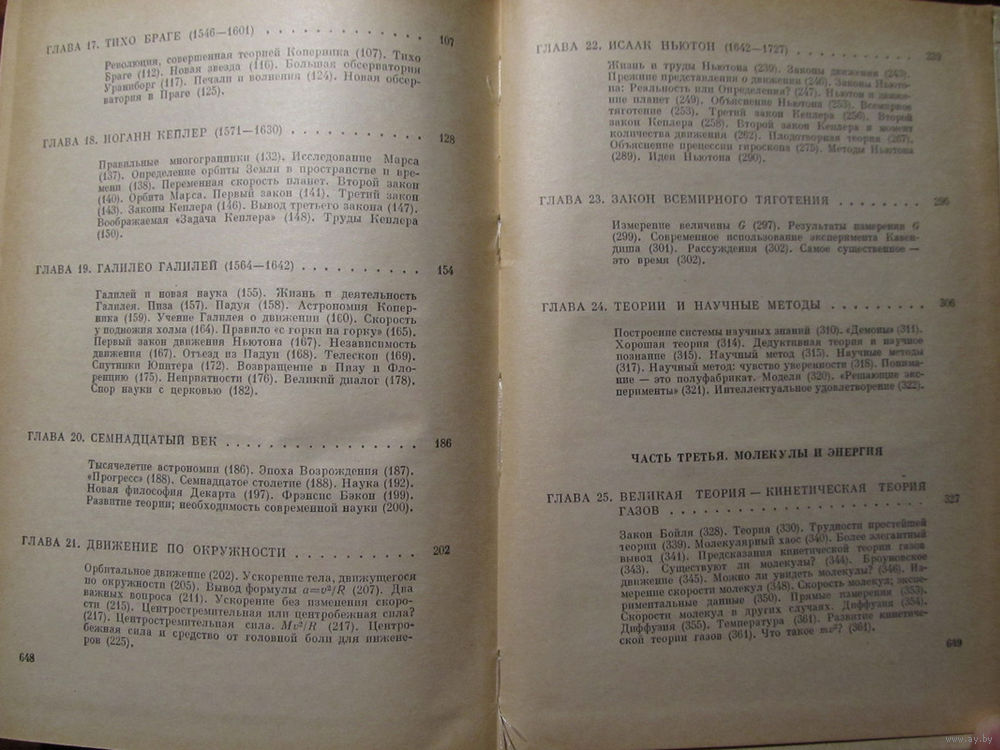 ГЛАВА 17. ТИХО БРАГЕ (1546—1601) . . . . . . . . . . . . . 107
Революция, совершенная теорией Коперника (107). Тихо
Браге (112). Новая звезда (116). Большая обсерватория
Ураниборг (117). Печали и волнения (124). Новая обсер-
ватория в Праге (125).
ГЛАВА 18. ИОГАНН КЕПЛЕР (1571—1630) . . . . . . . . . . . 128
Правильные многогранники (132). Исследование Марса
(137). Определение орбиты Земли в пространстве и вре-
мени (138). Переменная скорость планет. Второй закон
(140). Орбита Марса. Первый закон (141). Третий закон
(143). Законы Кеплера (146). Вывод третьего закона (147).
Воображаемая «Задача Кеплера» (148). Труды Кеплера
(150).
ГЛАВА 19. ГАЛИЛЕО ГАЛИЛЕЙ (1564—1642) . . . . . . . . . . 154
Галилей и новая наука (155). Жизнь и деятельность
Галилея. Пиза (157). Падуя (158). Астрономия Копер-
ника (159). Учение Галилея о движении (160). Скорость
у подножия холма (164). Правило «с горки на горку» (165).
Первый закон движения Ньютона (167). Независимость
движения (167). Отъезд из Падуи (168). Телескоп (169).
Спутники Юпитера (172). Возвращение в Пизу и Фло-
ренцию (175). Неприятности (176). Великий диалог (178).
Спор науки с церковью (182).
ГЛАВА 20. СЕМНАДЦАТЫЙ ВЕК . . . . . . . . . . . . . . . . 186
Тысячелетие астрономии (186). Эпоха Возрождения (187).
«Прогресс» (188). Семнадцатое столетие (188). Наука (192).
Новая философия Декарта (197). Фрэнсис Бэкон (199).
Развитие теории; необходимость современной науки (200).
ГЛАВА 21. ДВИЖЕНИЕ ПО ОКРУЖНОСТИ . . . . . . . . . . 202
Орбитальное движение (202). Ускорение тела, движущегося
по окружности (205). Вывод формулы a=v²/R (207). Два
важных вопроса (211). Ускорение без изменения скоро-
сти (215). Центростремительная или центробежная сила?
(217). Центростремительная сила. Mv²/R (217). Центро-
бежная сила и средство от головной боли для инжене-
ров (225).
648
ГЛАВА 22. ИСААК НЬЮТОН (1642—1727) . . . . . . . . . . 239
Жизнь и труды Ньютона (239). Законы движения (243).
Прежние представления о движении (246). Законы Ньюто-
на: Реальность или Определения? (247). Ньютон и движе-
ние планет (249). Объяснение Ньютона (253). Всемирное
тяготение (253). Третий закон Кеплера (256). Второй
закон Кеплера (258). Второй закон Кеплера и момент
количества движения (262). Плодотворная теория (267).
Объяснение прецессии гироскопа (275). Методы Ньютона
(289). Идеи Ньютона (290).
ГЛАВА 23. ЗАКОН ВСЕМИРНОГО ТЯГОТЕНИЯ . . . . . . . . 296
Измерение величины G (297). Результаты измерения G
(299). Современное использование эксперимента Кавен-
диша (301). Рассуждения (302). Самое существенное —
это время (302).
ГЛАВА 24. ТЕОРИИ И НАУЧНЫЕ МЕТОДЫ . . . . . . . . . 306
Построение системы научных знаний (310). «Демоны» (311).
Хорошая теория (314). Дедуктивная теория и научное
познание (315). Научный метод (315). Научные методы
(317). Научный метод: чувство уверенности (318). Понима-
ние — это полуфабрикат. Модели (320). «Решающие экс-
перименты» (321). Интеллектуальное удовлетворение (322).
ЧАСТЬ ТРЕТЬЯ. МОЛЕКУЛЫ И ЭНЕРГИЯ
ГЛАВА 25. ВЕЛИКАЯ ТЕОРИЯ — КИНЕТИЧЕСКАЯ ТЕОРИЯ
ГАЗОВ . . . . . . . . . . . . . . . . . . . . . . 327
Закон Бойля (328). Теория (330). Трудности простейшей
теории (339). Молекулярный хаос (340). Более элегантный
вывод (341). Предсказания кинетической теории газов
(343). Существуют ли молекулы? (344). Броуновское
движение (345). Можно ли увидеть молекулы? (346). Из-
мерение скорости молекул (348). Скорость молекул; экспе-
риментальные данные (350). Прямые измерения (353).
Скорости молекул в других случаях. Диффузия (354).
Диффузия (355). Температура (361). Развитие кинетиче-
ской теории газов (361). Что такое mv²? (361).
649
www.ay.by